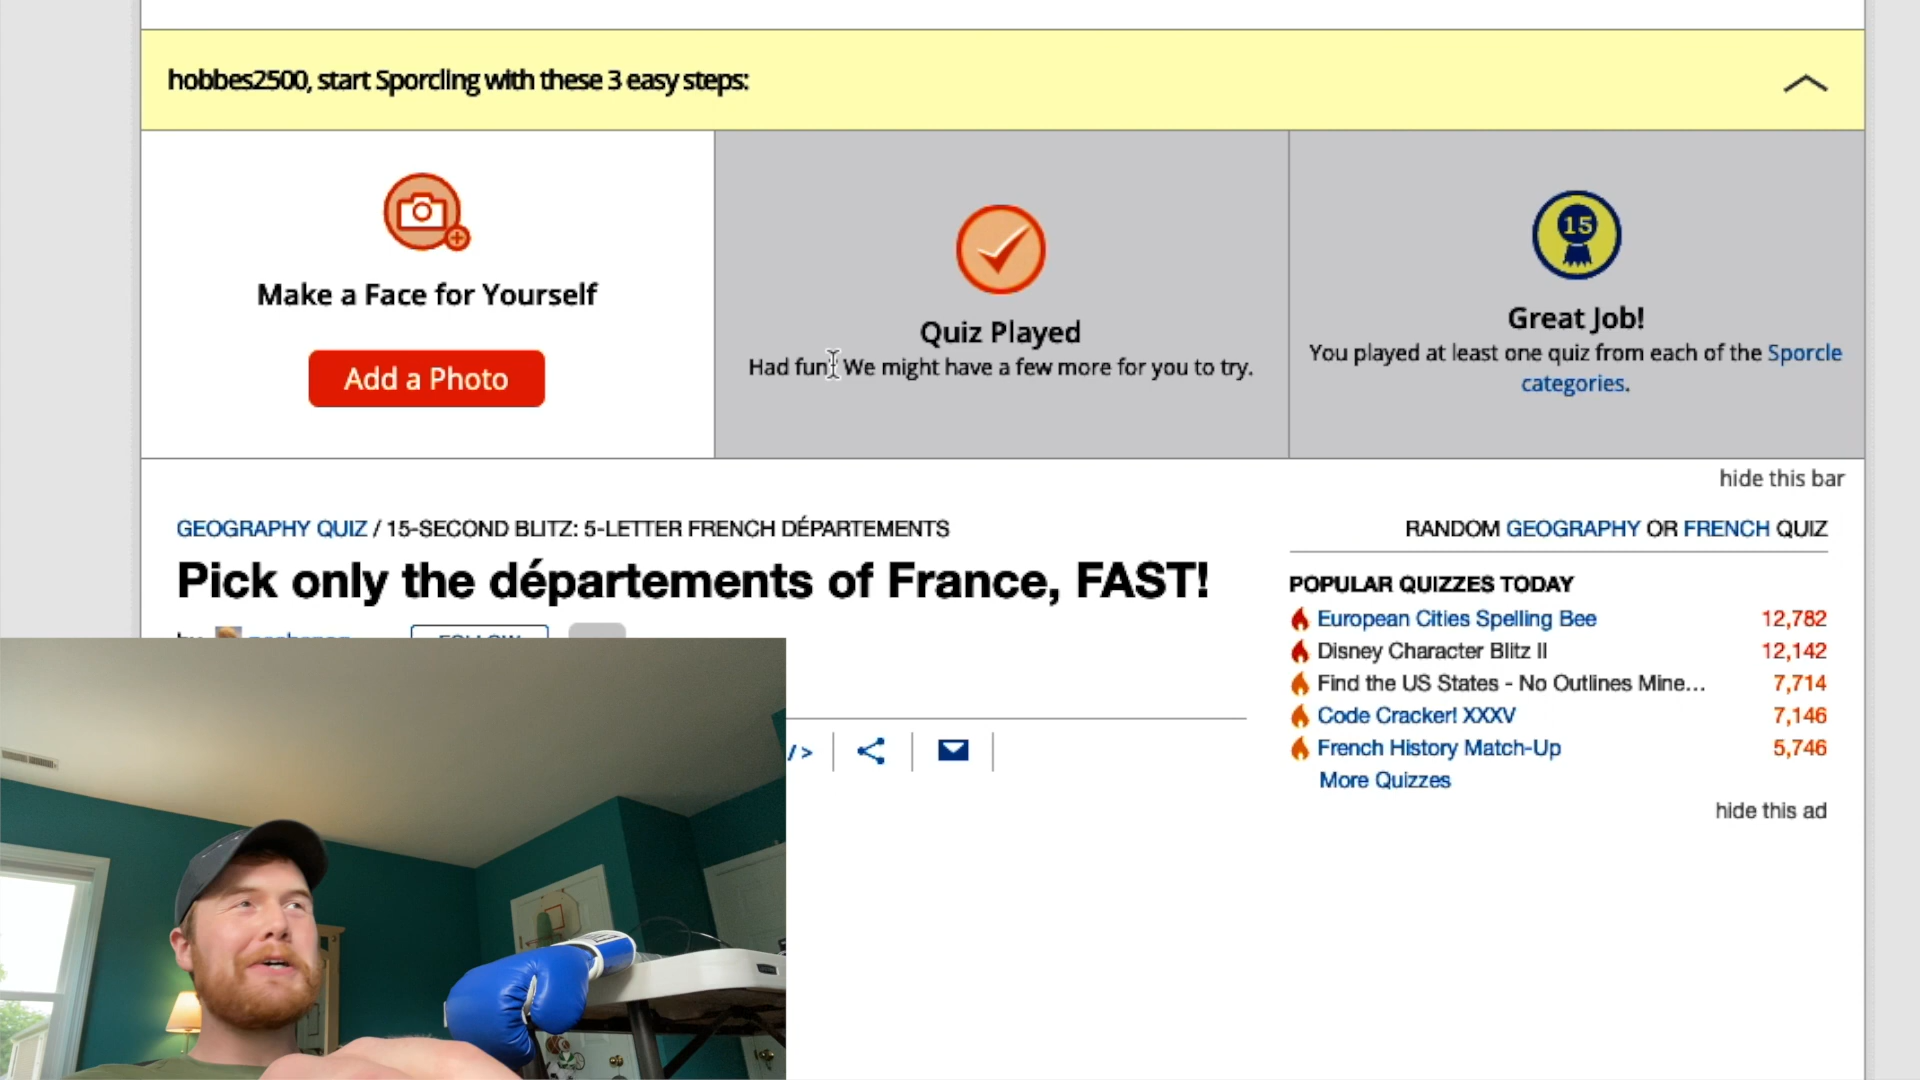 hobbes2500, start Sporcling with these 3 easy steps:
Make a Face for Yourself
Add a Photo
Quiz Played
Had fun? We might have a few more for you to try.
15
Great Job!
You played at least one quiz from each of the Sporcle
categories.
hide this bar
GEOGRAPHY QUIZ / 15-SECOND BLITZ: 5-LETTER FRENCH DÉPARTEMENTS
Pick only the départements of France, FAST!
RANDOM GEOGRAPHY OR FRENCH QUIZ
POPULAR QUIZZES TODAY
European Cities Spelling Bee 12,782
Disney Character Blitz II 12,142
Find the US States - No Outlines Mine... 7,714
Code Cracker! XXXV 7,146
French History Match-Up 5,746
More Quizzes
hide this ad